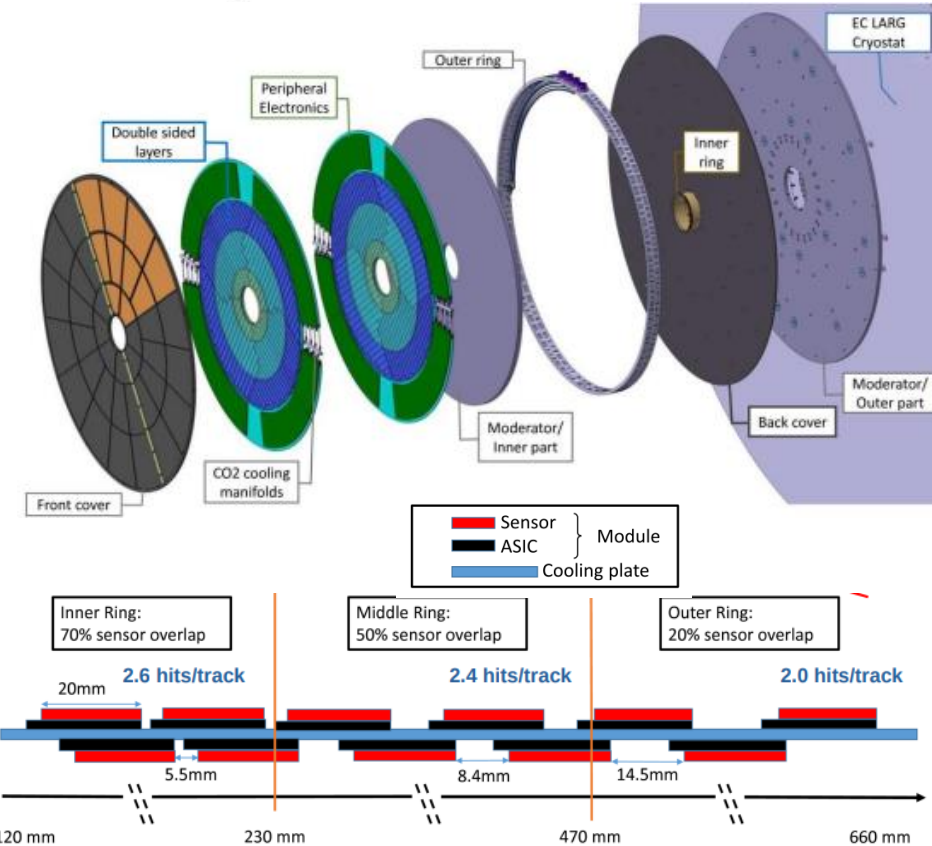 EC LARG
Cryostat
Outer ring
Peripheral
Electronics
Double sided
layers
Inner
ring
Moderator/
Outer part
Back cover
Moderator/
Inner part
CO2 cooling
manifolds
Front cover
Sensor
ASIC
Module
Cooling plate
Inner Ring:
70% sensor overlap
Middle Ring:
50% sensor overlap
Outer Ring:
20% sensor overlap
2.6 hits/track
2.4 hits/track
2.0 hits/track
20mm
5.5mm
8.4mm
14.5mm
120 mm
230 mm
470 mm
660 mm